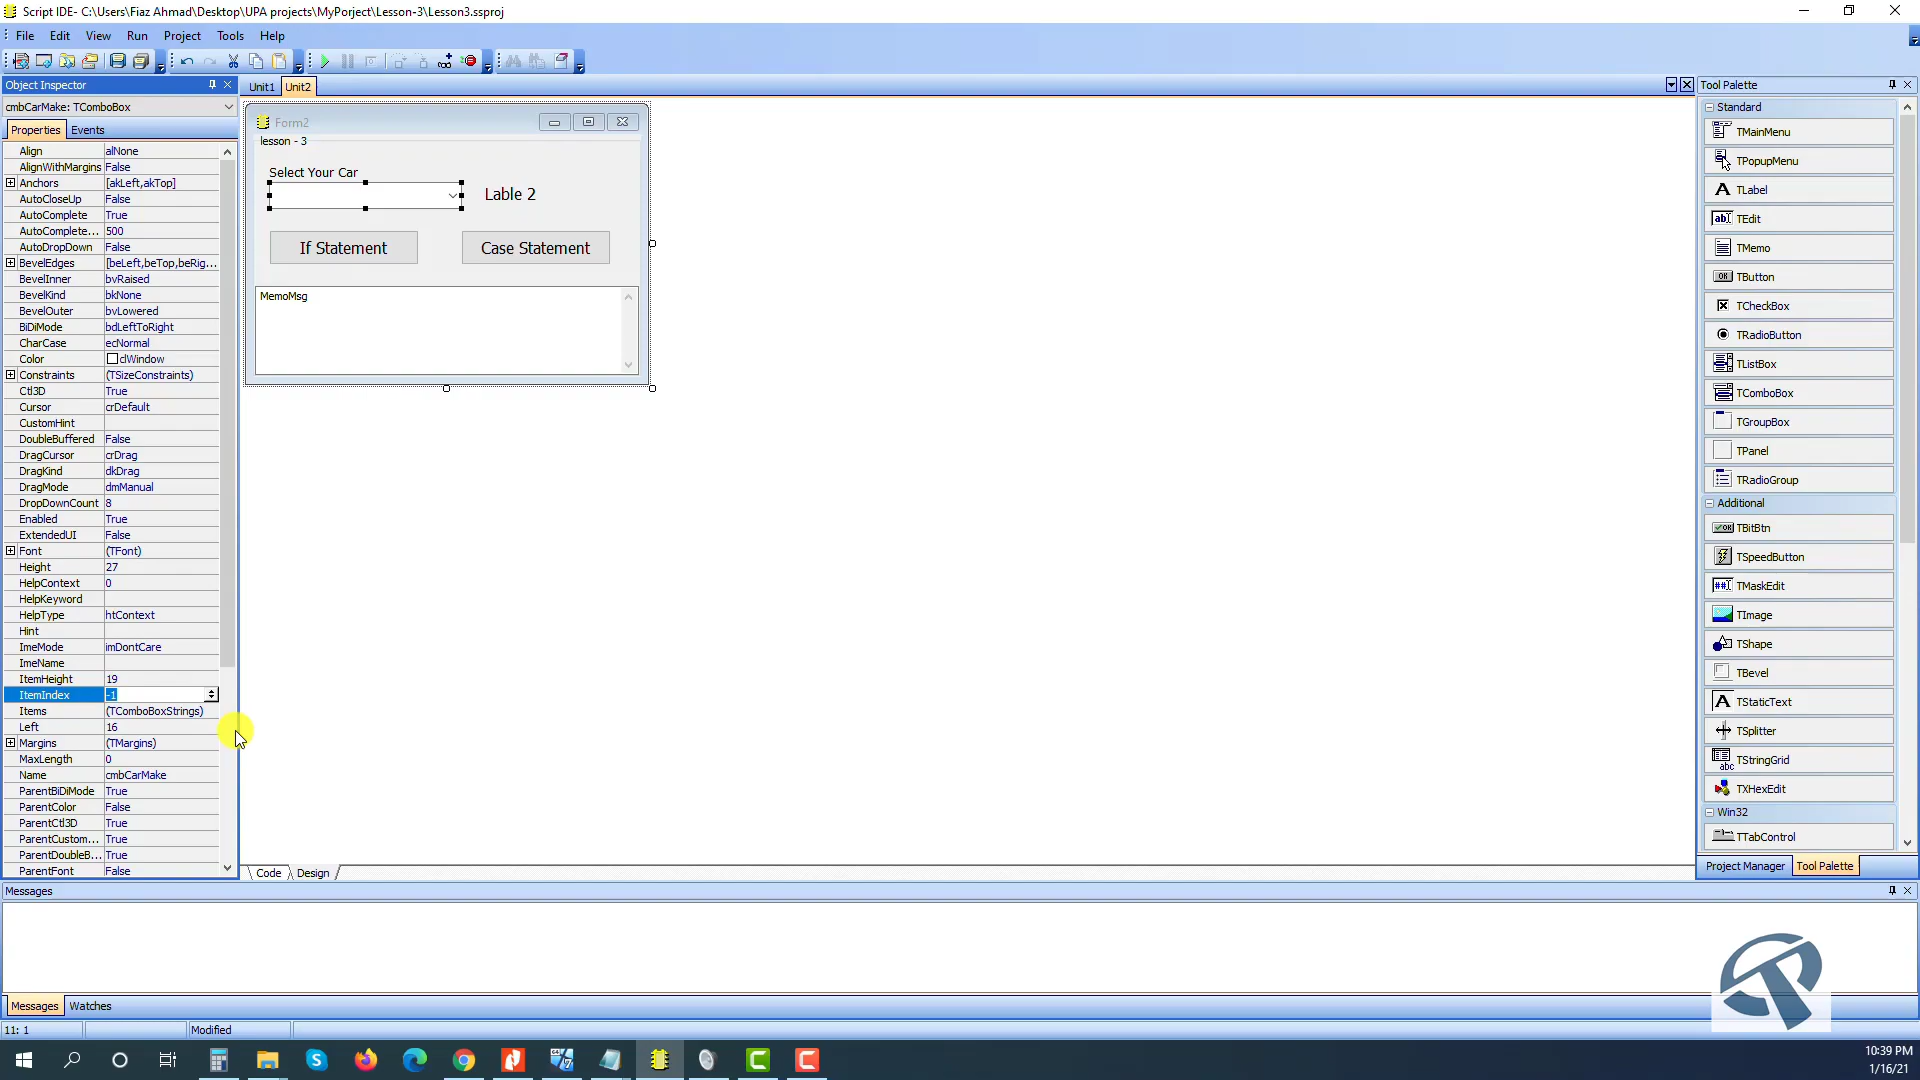 Script IDE- C:\Users\Fiaz Ahmad\Desktop\UPA projects\MyPorject\Lesson-3\Lesson3.ssproj
File Edit View Run Project Tools Help
Object Inspector
cmbCarMake: TComboBox
Properties Events
Align alNone
AlignWithMargins False
Anchors [akLeft,akTop]
AutoCloseUp False
AutoComplete True
AutoComplete... 500
AutoDropDown False
BevelEdges [beLeft,beTop,beRig...
BevelInner bvRaised
BevelKind bkNone
BevelOuter bvLowered
BiDiMode bdLeftToRight
CharCase ecNormal
Color clWindow
Constraints (TSizeConstraints)
Ctl3D True
Cursor crDefault
CustomHint
DoubleBuffered False
DragCursor crDrag
DragKind dkDrag
DragMode dmManual
DropDownCount 8
Enabled True
ExtendedUI False
Font (TFont)
Height 27
HelpContext 0
HelpKeyword
HelpType htContext
Hint
ImeMode imDontCare
ImeName
ItemHeight 19
ItemIndex -1
Items (TComboBoxStrings)
Left 16
Margins (TMargins)
MaxLength 0
Name cmbCarMake
ParentBiDiMode True
ParentColor False
ParentCtl3D True
ParentCustom... True
ParentDoubleB... True
ParentFont False
Unit1 Unit2
Form2
lesson - 3
Select Your Car
Lable 2
If Statement Case Statement
MemoMsg
Code Design
Tool Palette
Standard
TMainMenu
TPopupMenu
TLabel
TEdit
TMemo
TButton
TCheckBox
TRadioButton
TListBox
TComboBox
TGroupBox
TPanel
TRadioGroup
Additional
TBitBtn
TSpeedButton
TMaskEdit
TImage
TShape
TBevel
TStaticText
TSplitter
TStringGrid
TXHexEdit
Win32
TTabControl
Project Manager Tool Palette
Messages
Messages Watches
11: 1 Modified
10:39 PM
1/16/21